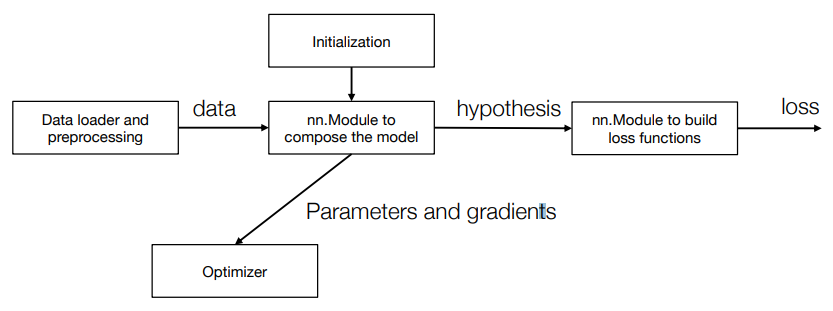 Initialization
Data loader and
preprocessing
data
nn.Module to
compose the model
hypothesis
nn.Module to build
loss functions
loss
Parameters and gradients
Optimizer